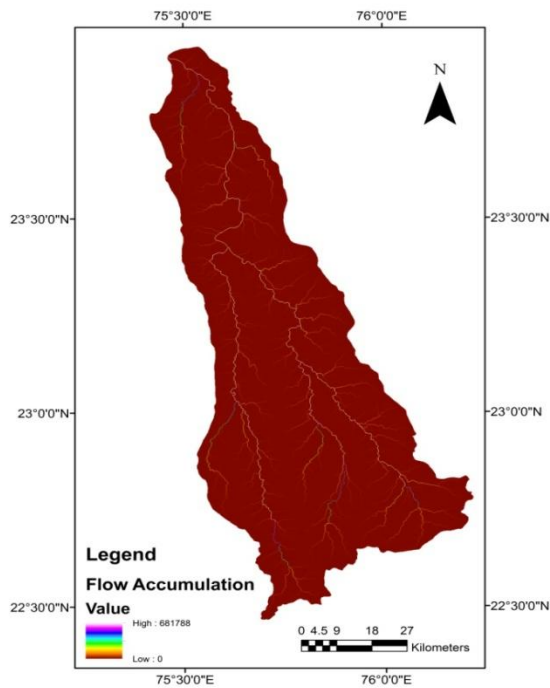 75°30'0"E 76°0'0"E
N
23°30'0"N 23°30'0"N
23°0'0"N 23°0'0"N
Legend
Flow Accumulation
Value
High : 681788
Low : 0
22°30'0"N 22°30'0"N
0 4.5 9 18 27
Kilometers
75°30'0"E 76°0'0"E